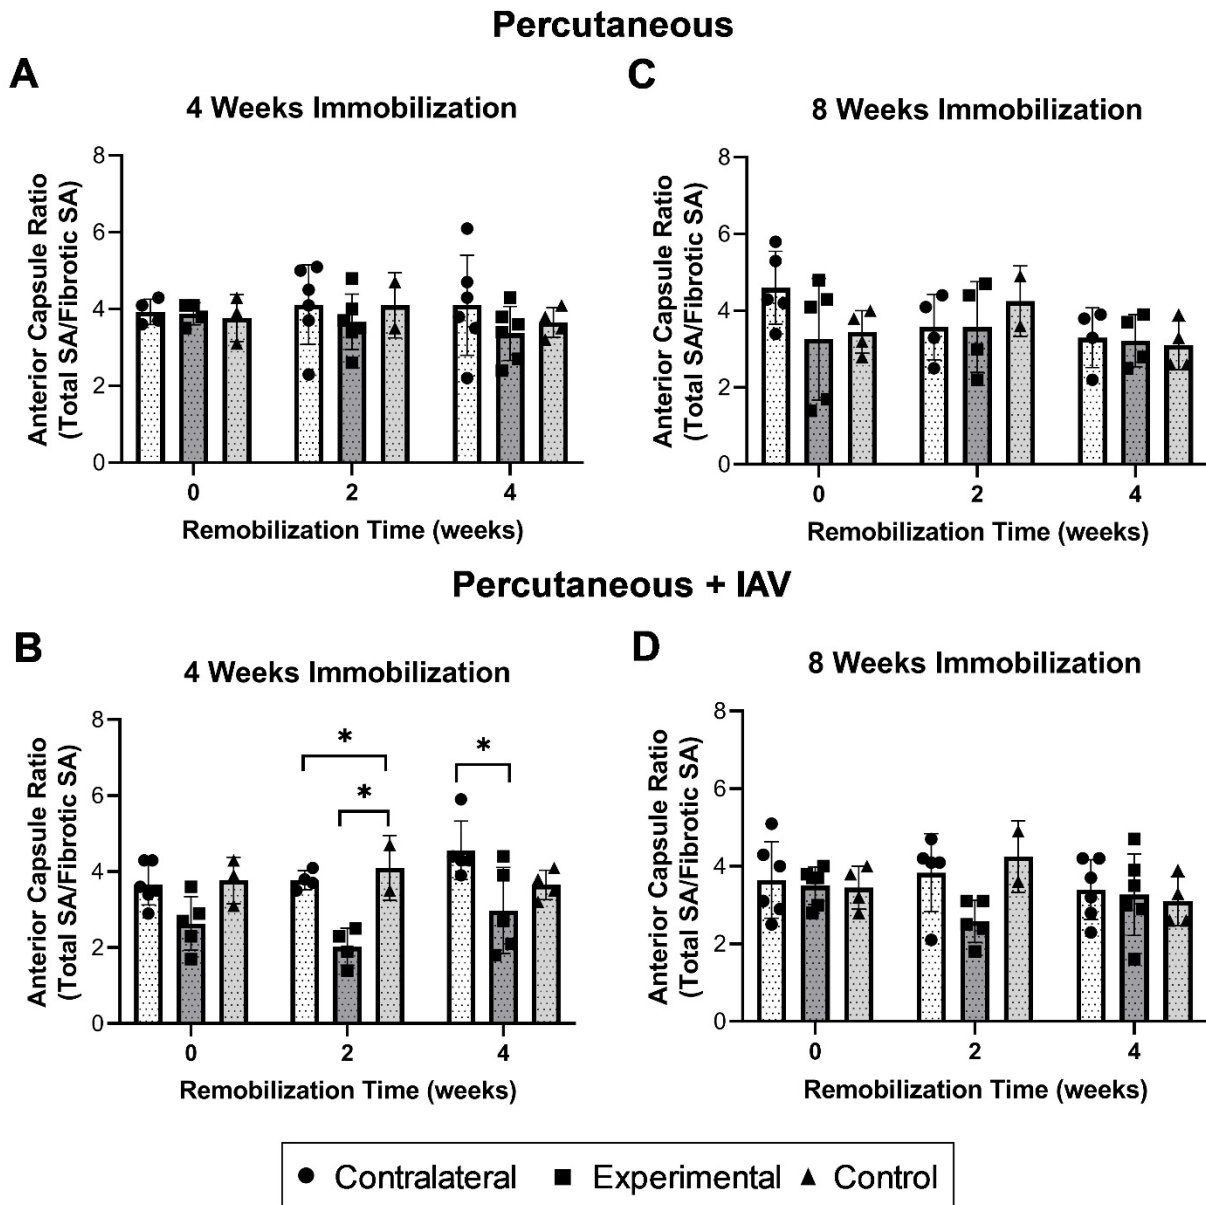 Percutaneous
A
4 Weeks Immobilization
Anterior Capsule Ratio
(Total SA/Fibrotic SA)
8
6
4
2
0
0 2 4
Remobilization Time (weeks)
C
8 Weeks Immobilization
Anterior Capsule Ratio
(Total SA/Fibrotic SA)
8
6
4
2
0
0 2 4
Remobilization Time (weeks)
Percutaneous + IAV
B
4 Weeks Immobilization
Anterior Capsule Ratio
(Total SA/Fibrotic SA)
8
6
4
2
0
* * *
0 2 4
Remobilization Time (weeks)
D
8 Weeks Immobilization
Anterior Capsule Ratio
(Total SA/Fibrotic SA)
8
6
4
2
0
0 2 4
Remobilization Time (weeks)
Contralateral Experimental Control